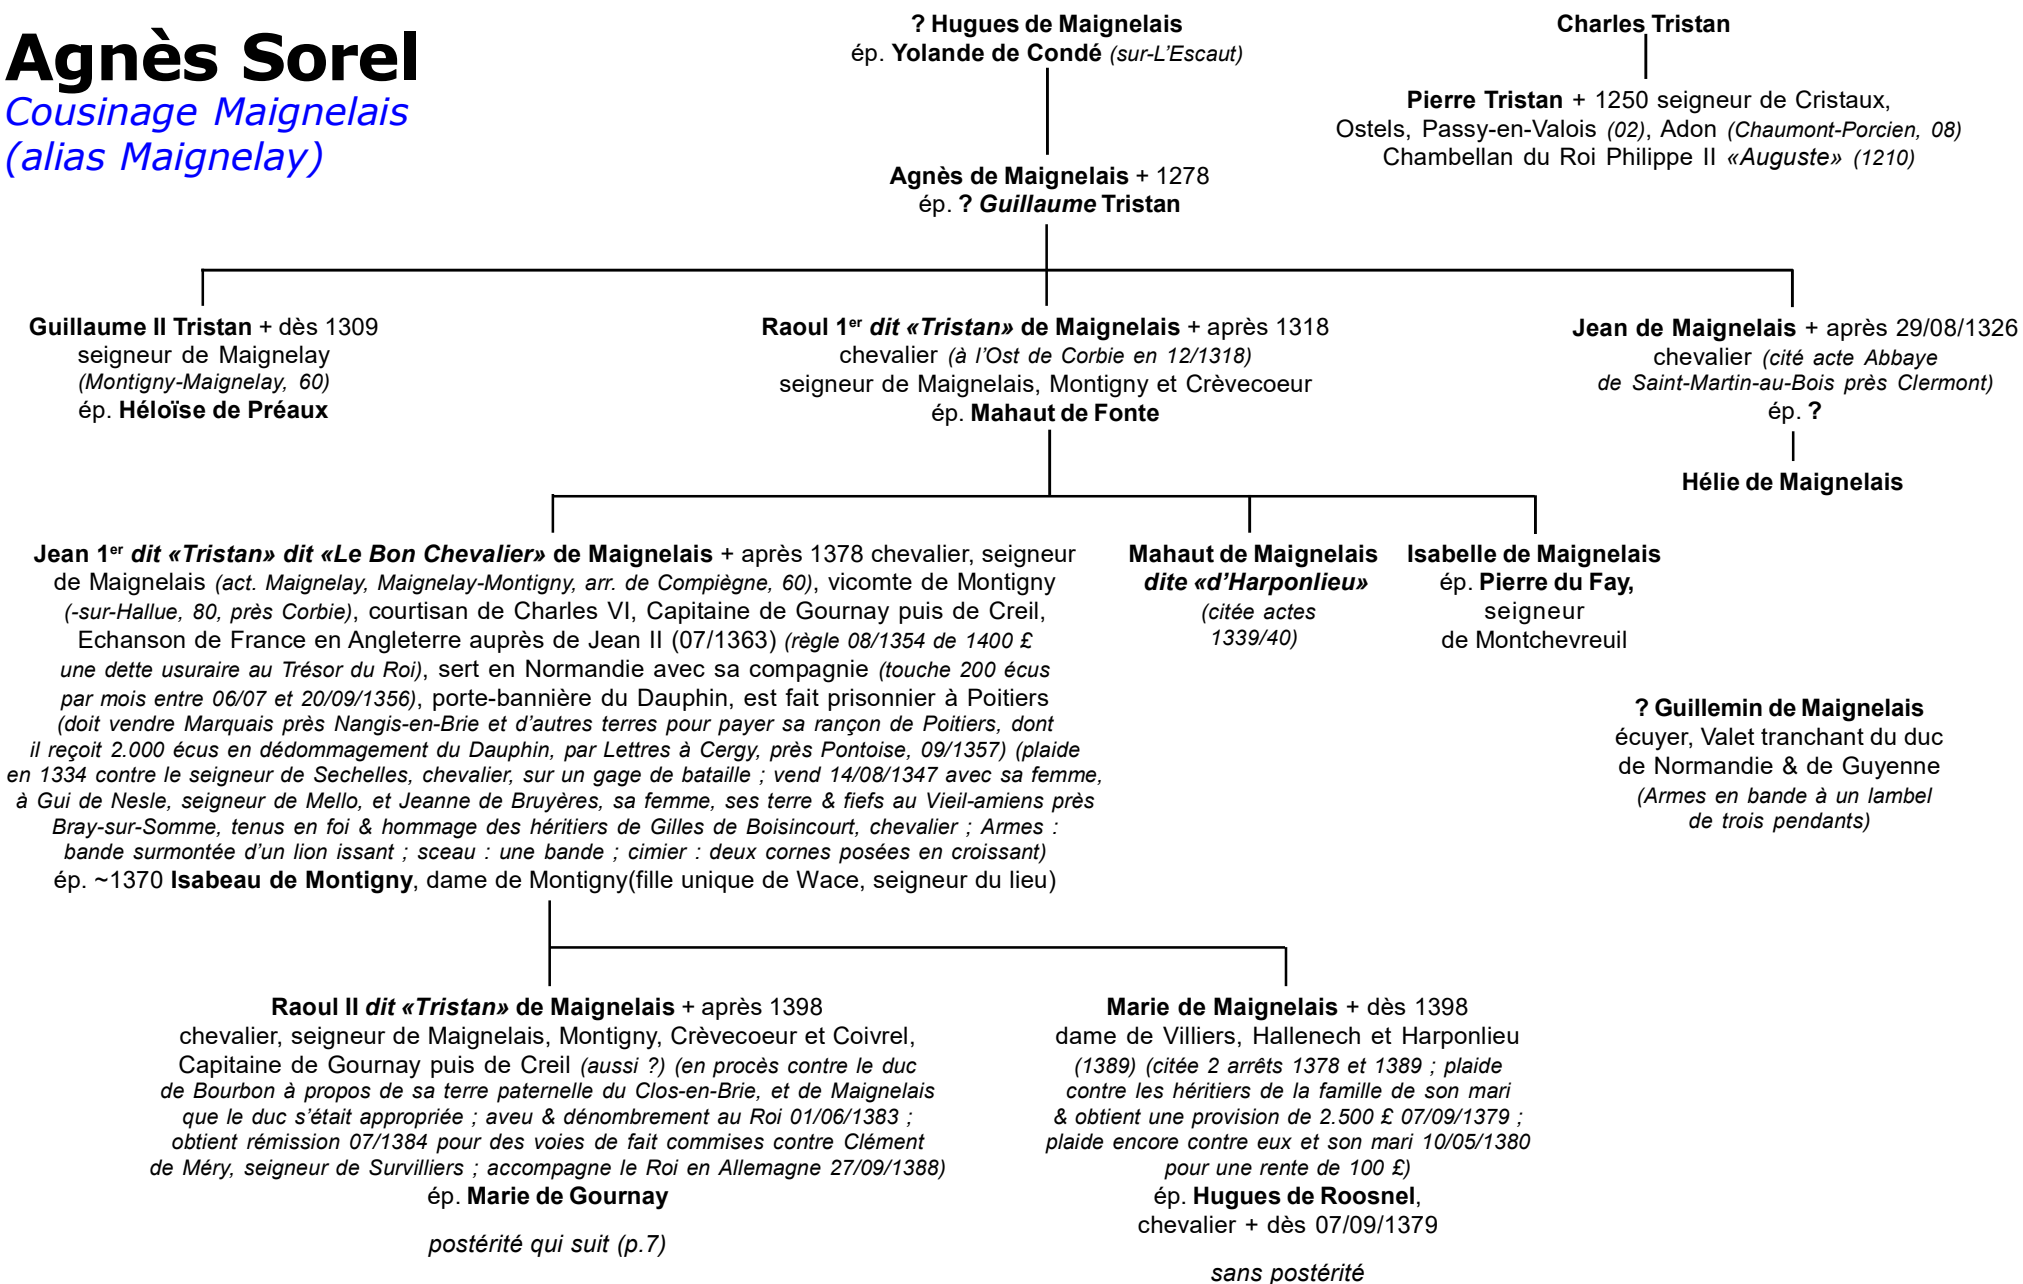 Agnès Sorel
Cousinage Maignelais
(alias Maignelay)
? Hugues de Maignelais
ép. Yolande de Condé (sur-L'Escaut)
Charles Tristan
Pierre Tristan + 1250 seigneur de Cristaux,
Ostels, Passy-en-Valois (02), Adon (Chaumont-Porcien, 08)
Chambellan du Roi Philippe II «Auguste» (1210)
Agnès de Maignelais + 1278
ép. ? Guillaume Tristan
Guillaume II Tristan + dès 1309
seigneur de Maignelay
(Montigny-Maignelay, 60)
ép. Héloïse de Préaux
Raoul 1er dit «Tristan» de Maignelais + après 1318
chevalier (à l'Ost de Corbie en 12/1318)
seigneur de Maignelais, Montigny et Crèvecoeur
ép. Mahaut de Fonte
Jean de Maignelais + après 29/08/1326
chevalier (cité acte Abbaye
de Saint-Martin-au-Bois près Clermont)
ép. ?
Hélie de Maignelais
Jean 1er dit «Tristan» dit «Le Bon Chevalier» de Maignelais + après 1378 chevalier, seigneur
de Maignelais (act. Maignelay, Maignelay-Montigny, arr. de Compiègne, 60), vicomte de Montigny
(-sur-Hallue, 80, près Corbie), courtisan de Charles VI, Capitaine de Gournay puis de Creil,
Echanson de France en Angleterre auprès de Jean II (07/1363) (règle 08/1354 de 1400 £
une dette usuraire au Trésor du Roi), sert en Normandie avec sa compagnie (touche 200 écus
par mois entre 06/07 et 20/09/1356), porte-bannière du Dauphin, est fait prisonnier à Poitiers
(doit vendre Marquais près Nangis-en-Brie et d'autres terres pour payer sa rançon de Poitiers, dont
il reçoit 2.000 écus en dédommagement du Dauphin, par Lettres à Cergy, près Pontoise, 09/1357) (plaide
en 1334 contre le seigneur de Sechelles, chevalier, sur un gage de bataille ; vend 14/08/1347 avec sa femme,
à Gui de Nesle, seigneur de Mello, et Jeanne de Bruyères, sa femme, ses terre & fiefs au Vieil-amiens près
Bray-sur-Somme, tenus en foi & hommage des héritiers de Gilles de Boisincourt, chevalier ; Armes :
bande surmontée d'un lion issant ; sceau : une bande ; cimier : deux cornes posées en croissant)
ép. ~1370 Isabeau de Montigny, dame de Montigny(fille unique de Wace, seigneur du lieu)
Mahaut de Maignelais
dite «d'Harponlieu»
(citée actes
1339/40)
Isabelle de Maignelais
ép. Pierre du Fay,
seigneur
de Montchevreuil
? Guillemin de Maignelais
écuyer, Valet tranchant du duc
de Normandie & de Guyenne
(Armes en bande à un lambel
de trois pendants)
Raoul II dit «Tristan» de Maignelais + après 1398
chevalier, seigneur de Maignelais, Montigny, Crèvecoeur et Coivrel,
Capitaine de Gournay puis de Creil (aussi ?) (en procès contre le duc
de Bourbon à propos de sa terre paternelle du Clos-en-Brie, et de Maignelais
que le duc s'était appropriée ; aveu & dénombrement au Roi 01/06/1383 ;
obtient rémission 07/1384 pour des voies de fait commises contre Clément
de Méry, seigneur de Survilliers ; accompagne le Roi en Allemagne 27/09/1388)
ép. Marie de Gournay
postérité qui suit (p.7)
Marie de Maignelais + dès 1398
dame de Villiers, Hallenech et Harponlieu
(1389) (citée 2 arrêts 1378 et 1389 ; plaide
contre les héritiers de la famille de son mari
& obtient une provision de 2.500 £ 07/09/1379 ;
plaide encore contre eux et son mari 10/05/1380
pour une rente de 100 £)
ép. Hugues de Roosnel,
chevalier + dès 07/09/1379
sans postérité